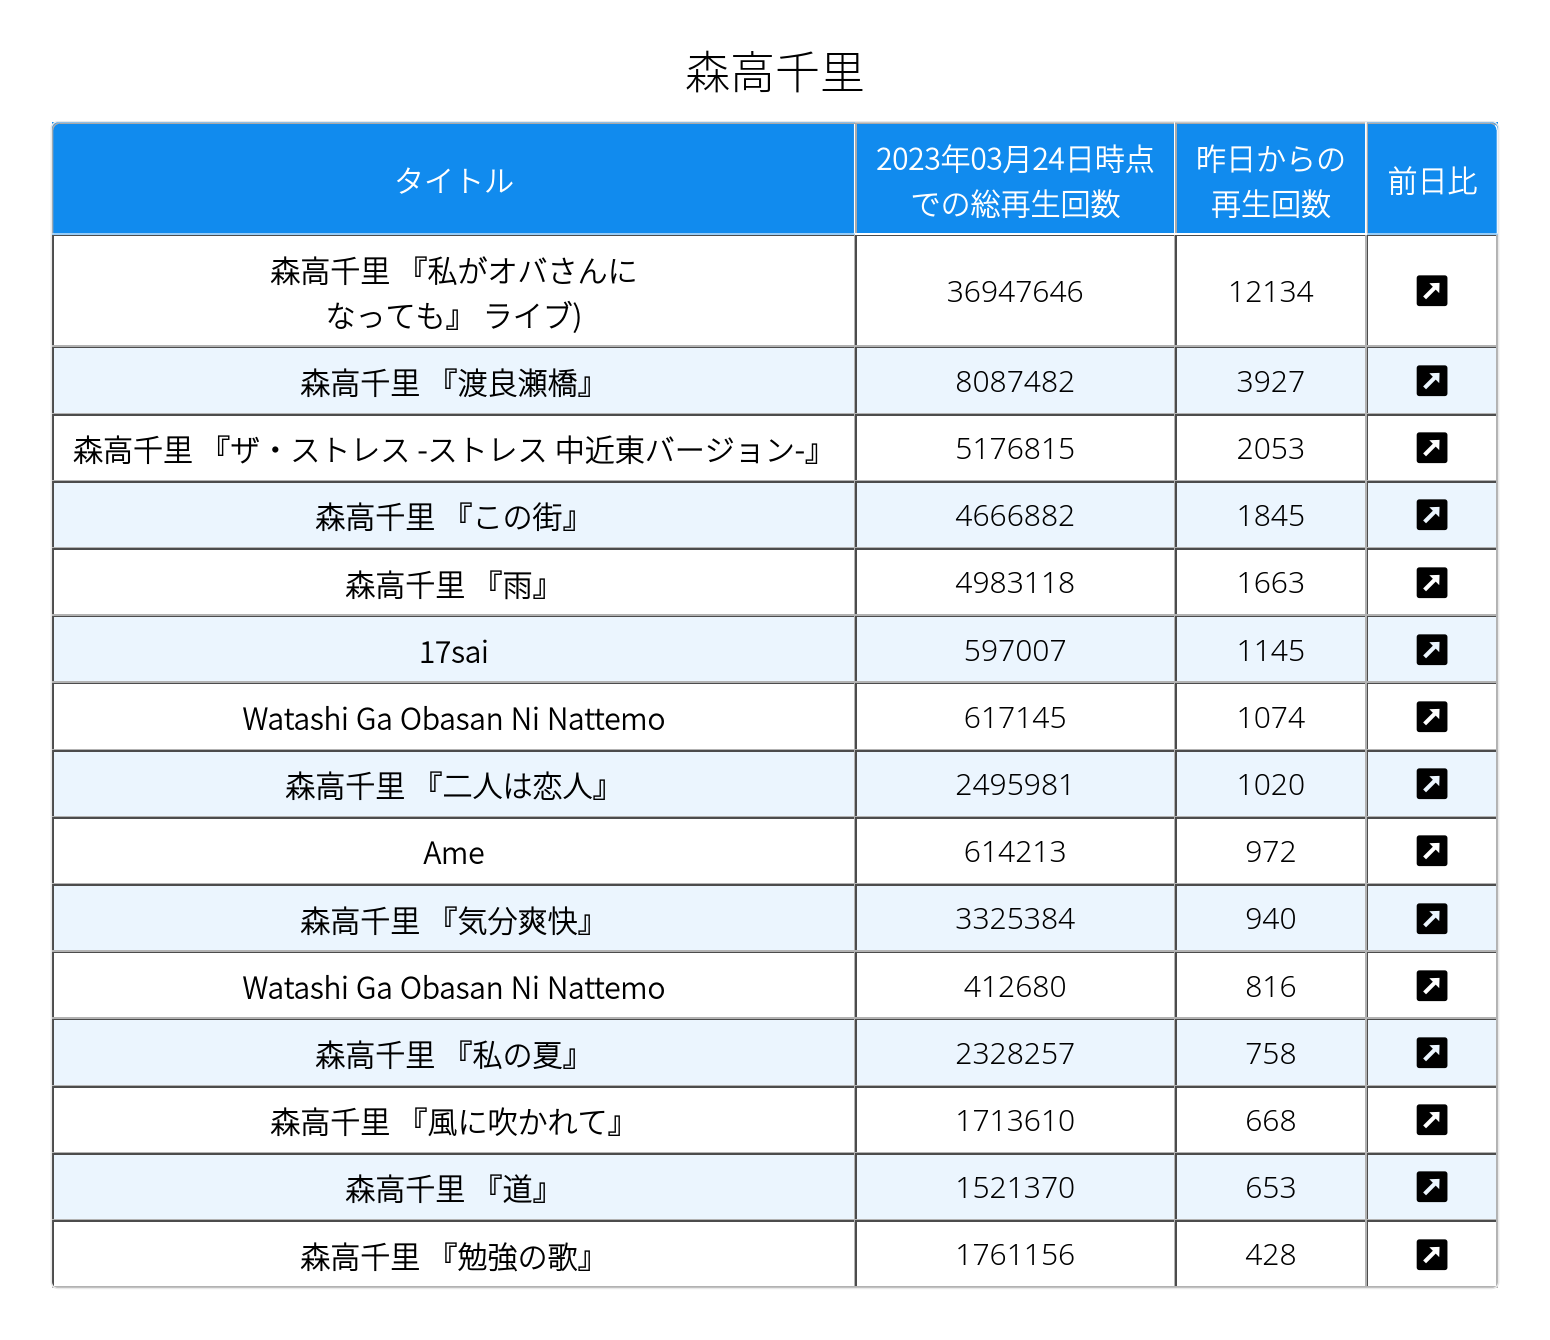 森高千里
タイトル
2023年03月24日時点
での総再生回数
昨日からの
再生回数
前日比
森高千里 『私がオバさんに
なっても』 ライブ)
36947646
12134
森高千里 『渡良瀬橋』
8087482
3927
森高千里 『ザ・ストレス -ストレス 中近東バージョン-』
5176815
2053
森高千里 『この街』
4666882
1845
森高千里 『雨』
4983118
1663
17sai
597007
1145
Watashi Ga Obasan Ni Nattemo
617145
1074
森高千里 『二人は恋人』
2495981
1020
Ame
614213
972
森高千里 『気分爽快』
3325384
940
Watashi Ga Obasan Ni Nattemo
412680
816
森高千里 『私の夏』
2328257
758
森高千里 『風に吹かれて』
1713610
668
森高千里 『道』
1521370
653
森高千里 『勉強の歌』
1761156
428